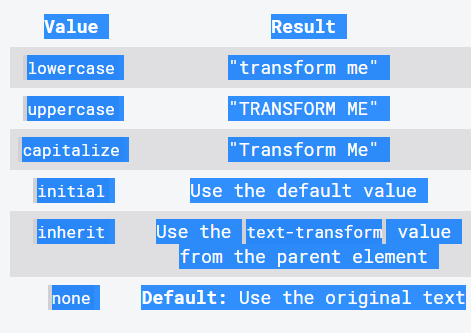 Value Result
lowercase "transform me"
uppercase "TRANSFORM ME"
capitalize "Transform Me"
initial Use the default value
inherit Use the text-transform value
from the parent element
none Default: Use the original text